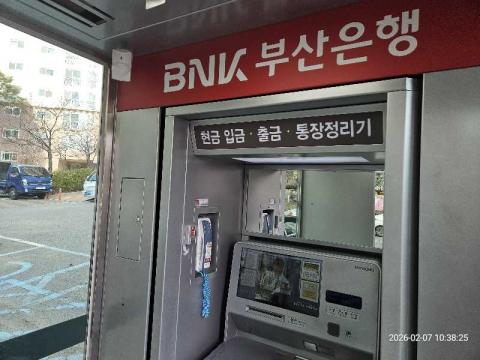 BNK 부산은행
현금 입금 · 출금 · 통장정리기
2026-02-07 10:38:25